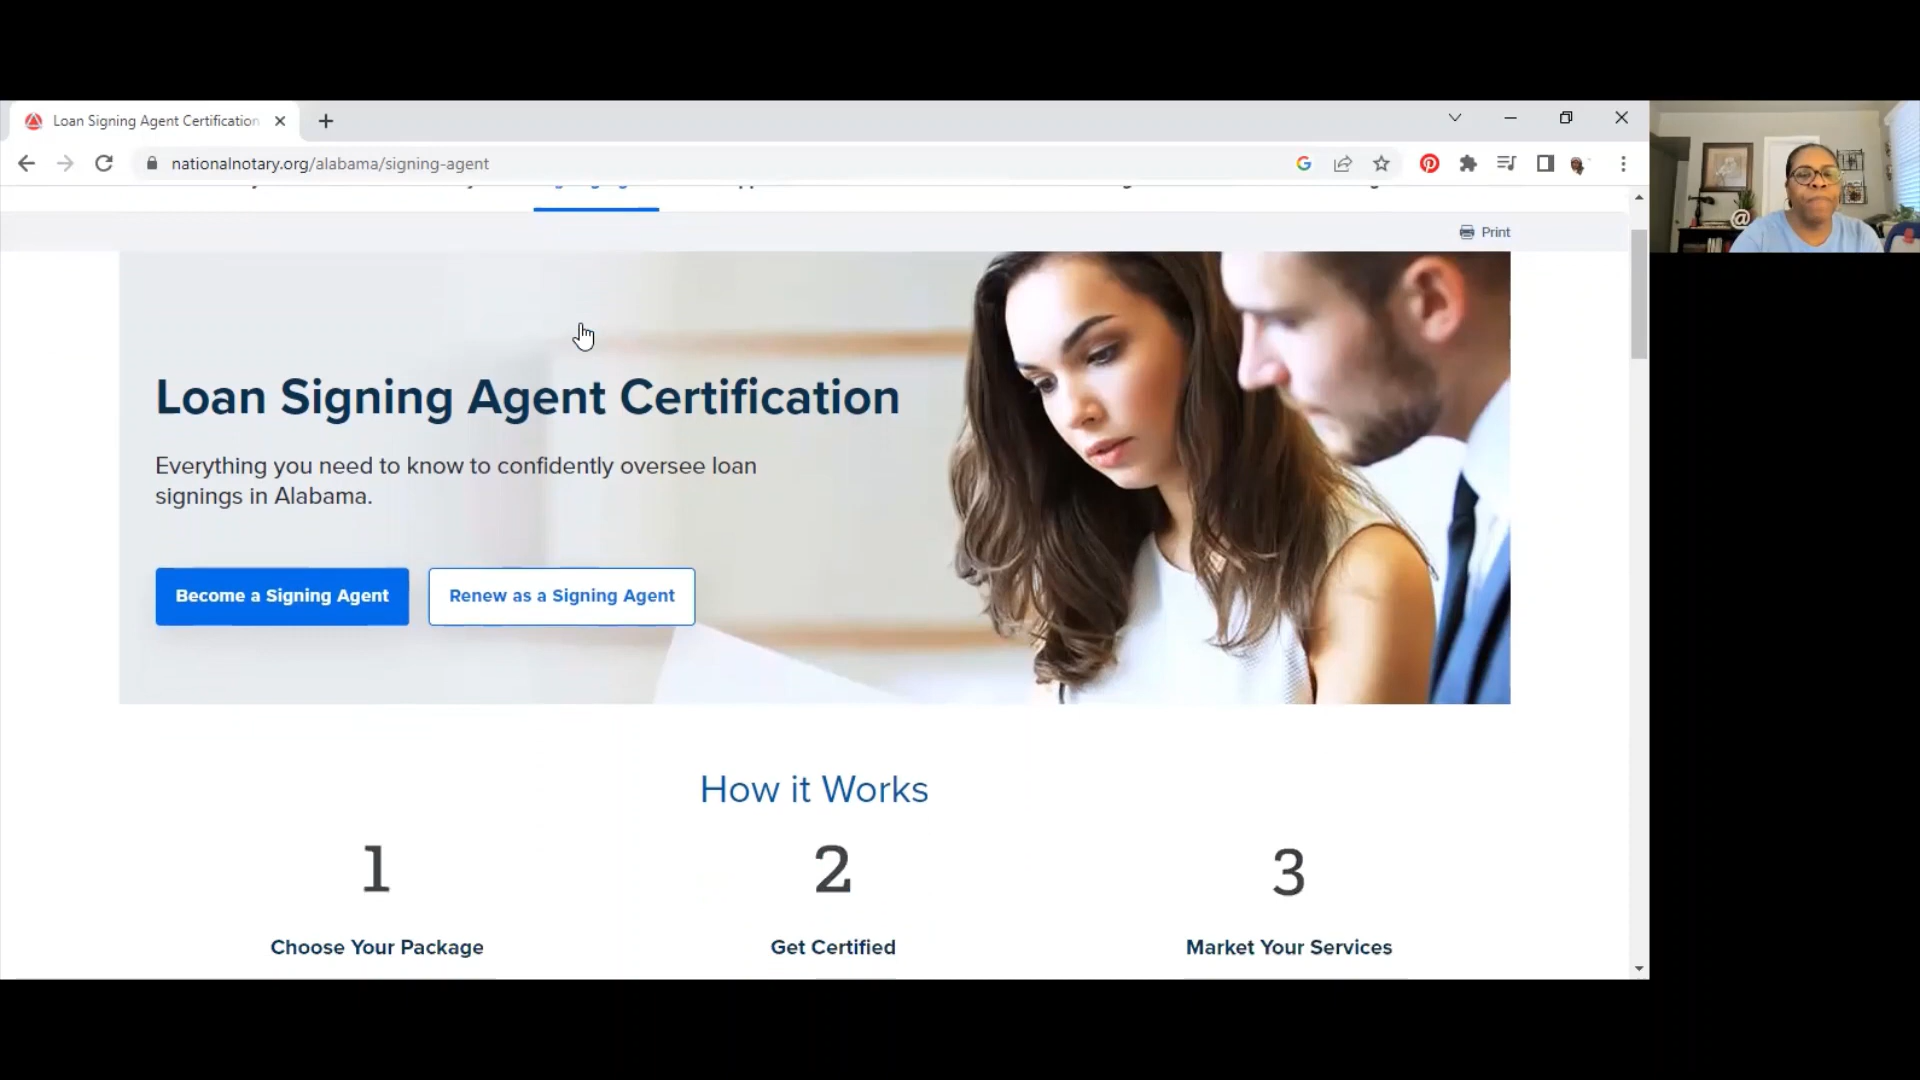 Loan Signing Agent Certification
nationalnotary.org/alabama/signing-agent
Print
Loan Signing Agent Certification
Everything you need to know to confidently oversee loan
signings in Alabama.
Become a Signing Agent
Renew as a Signing Agent
How it Works
1
2
3
Choose Your Package
Get Certified
Market Your Services